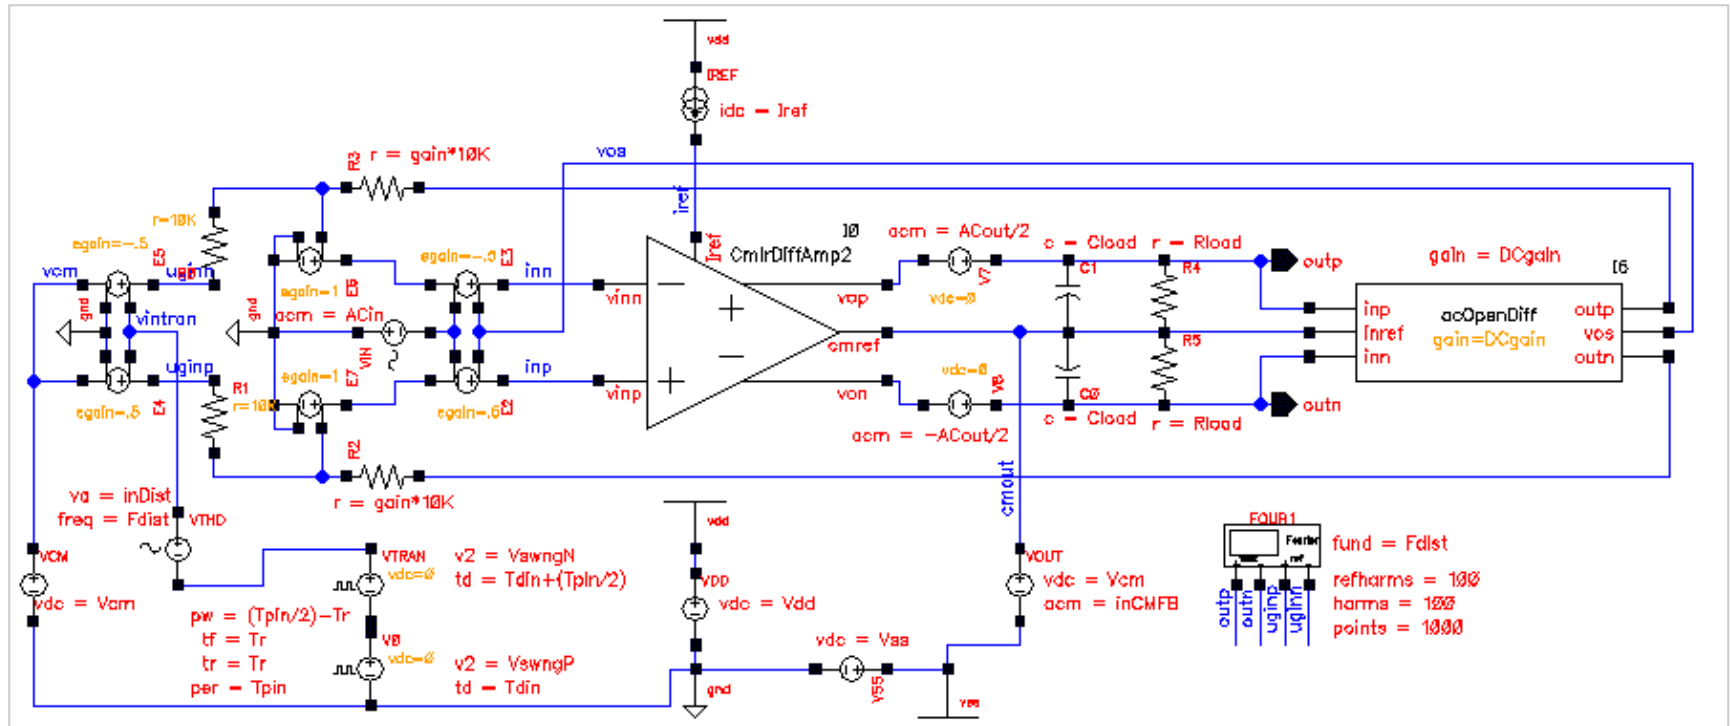 vdd
IREF
idc = Iref
R3 r = gain*10K
vos
iref
r=10K
egain=-.5
E5
vcm
uginn
gnd
vintran
uginp
egain=.5
E4
R1
r=10K
egain=1
E6
gnd
acm = ACin
VIN
egain=1
E7
R2
r = gain*10K
egain=-.5
E3
inn
inp
egain=.5
E2
Iref
I0
CmirDiffAmp2
vinn
vinp
vop
cmref
von
acm = ACout/2
V7
vdc=0
vdc=0
V6
acm = -ACout/2
c = Cload
C1
C0
c = Cload
r = Rload
R4
R5
r = Rload
outp
outn
gain = DCgain
I6
acOpenDiff
gain=DCgain
inp
inref
inn
outp
vos
outn
va = inDist
freq = Fdist
VTHD
VCM
vdc = Vcm
VTRAN
vdc=0
v2 = VswngN
td = Tdin+(Tpin/2)
pw = (Tpin/2)-Tr
tf = Tr
tr = Tr
per = Tpin
V0
vdc=0
v2 = VswngP
td = Tdin
vdd
VDD
vdc = Vdd
gnd
vdc = Vss
VSS
vss
cmout
VOUT
vdc = Vcm
acm = inCMFB
FOUR1
Fourier
ref
fund = Fdist
refharms = 100
harms = 100
points = 1000
outp
outn
uginp
uginn